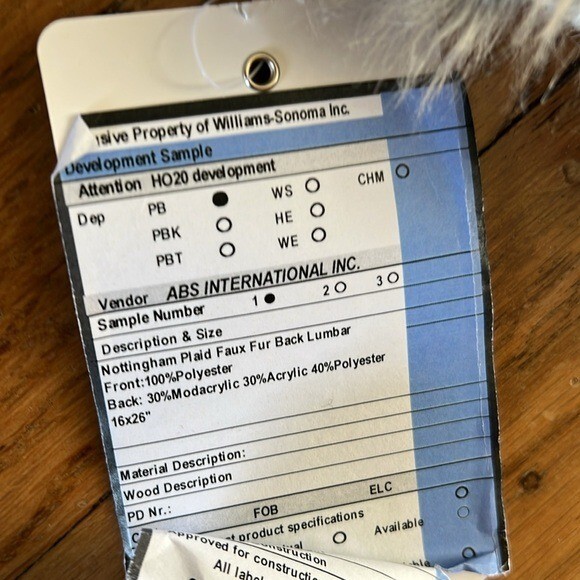 sive Property of Williams-Sonoma Inc.
Development Sample
Attention HO20 development
Dep PB WS CHM
PBK HE
PBT WE
Vendor ABS INTERNATIONAL INC.
Sample Number 1 2 3
Description & Size
Nottingham Plaid Faux Fur Back Lumbar
Front:100%Polyester
Back: 30%Modacrylic 30%Acrylic 40%Polyester
16x26"
Material Description:
Wood Description
PD Nr.: FOB ELC
product specifications Available
pproved for constructio
All label